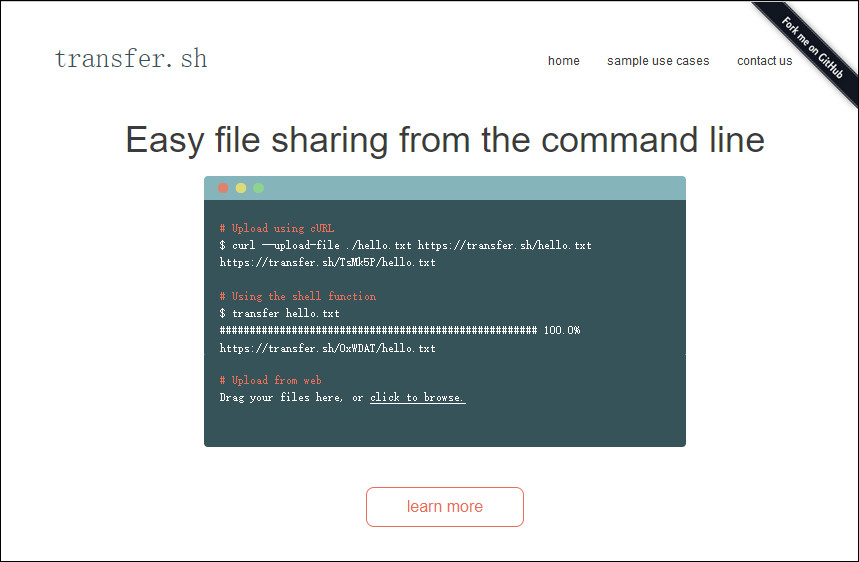 transfer.sh
home
sample use cases
contact us
Fork me on GitHub
Easy file sharing from the command line
# Upload using cURL
$ curl --upload-file ./hello.txt https://transfer.sh/hello.txt
https://transfer.sh/TsMk5P/hello.txt
# Using the shell function
$ transfer hello.txt
##################################################### 100.0%
https://transfer.sh/OxWDAT/hello.txt
# Upload from web
Drag your files here, or click to browse.
learn more